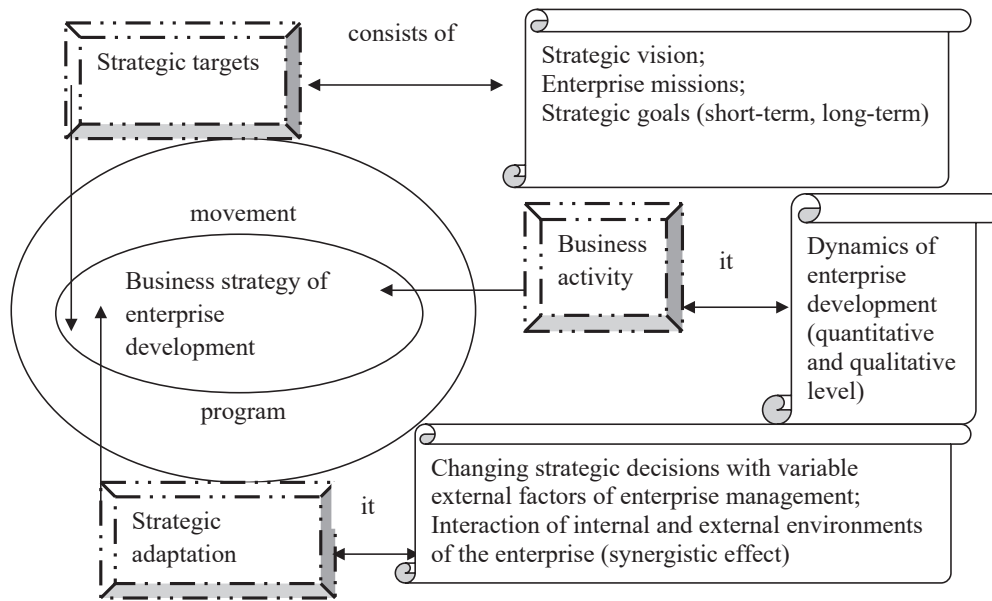 consists of
Strategic targets
Strategic vision;
Enterprise missions;
Strategic goals (short-term, long-term)
movement
Business
activity
it
Dynamics of
enterprise
development
(quantitative
and qualitative
level)
Business strategy of
enterprise
development
program
Strategic
adaptation
it
Changing strategic decisions with variable
external factors of enterprise management;
Interaction of internal and external environments
of the enterprise (synergistic effect)